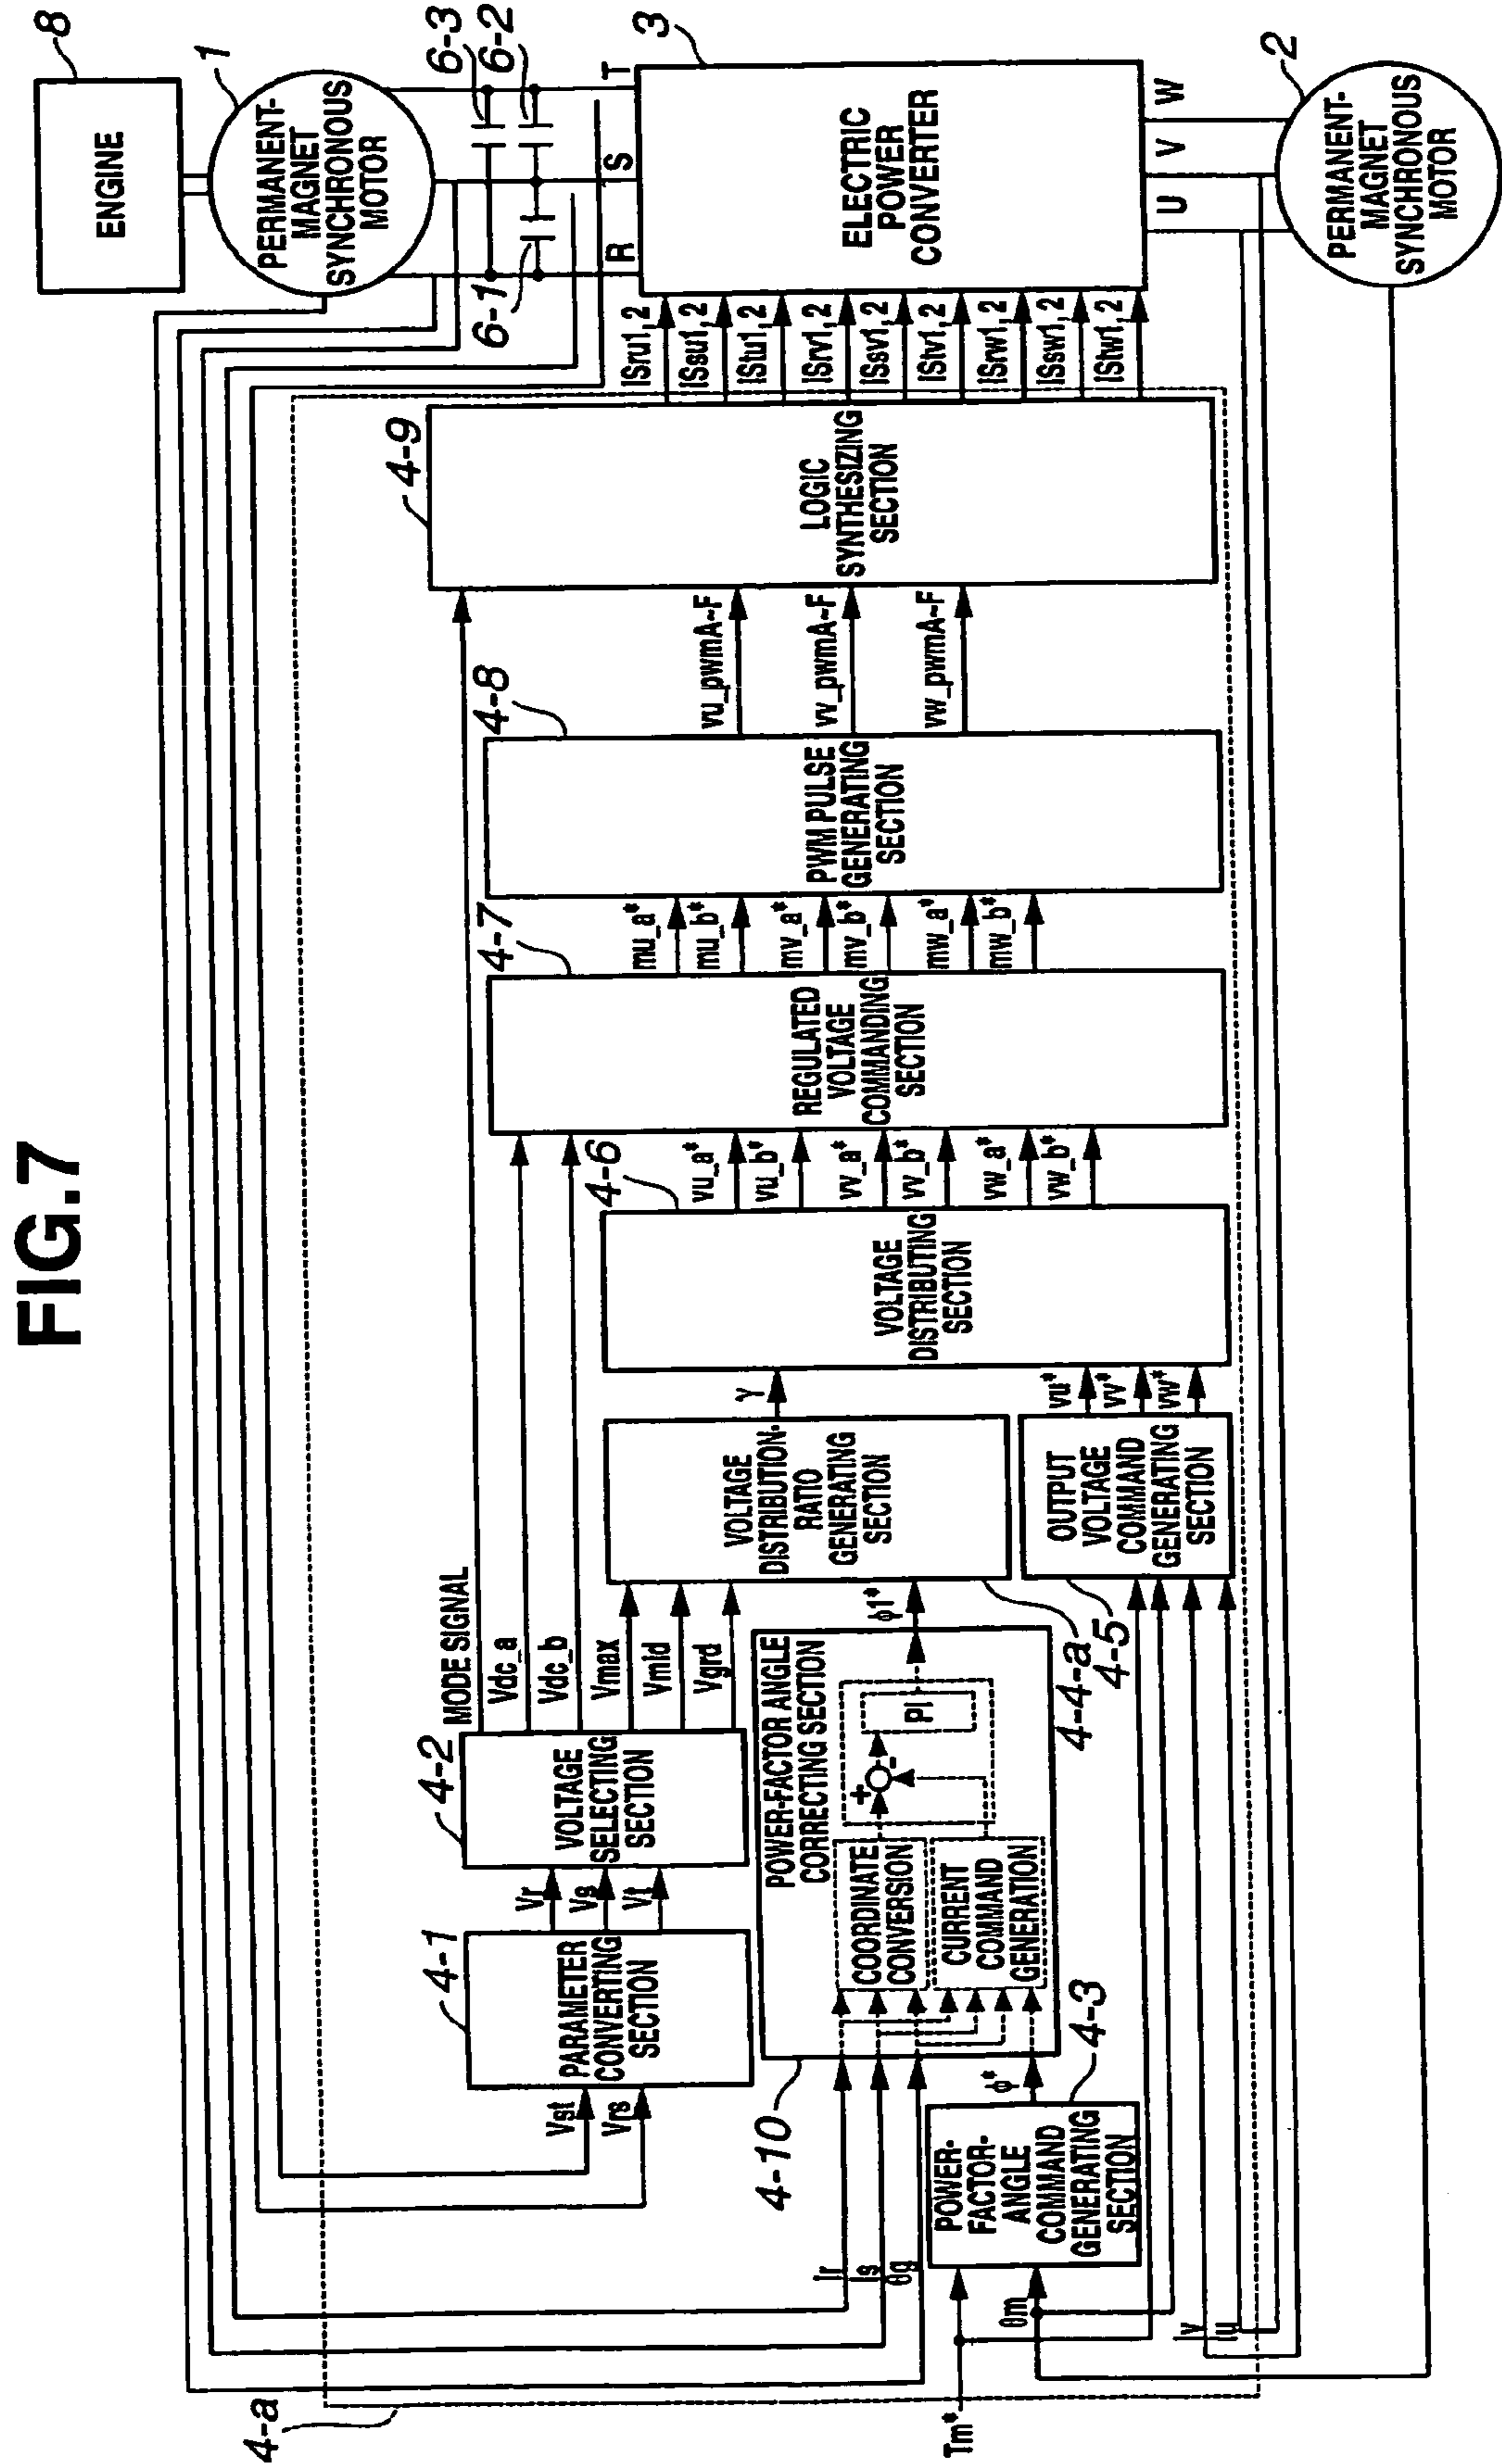 FIG.7
4-a
Tm*
θm
Ir
Is
θg
Iv
Iu
POWER-
FACTOR-
ANGLE
COMMAND
GENERATING
SECTION
4-3
ϕ*
4-10
POWER-FACTOR ANGLE
CORRECTING SECTION
COORDINATE
CONVERSION
CURRENT
COMMAND
GENERATION
+
-
PI
ϕ1*
Vst
Vrs
4-1
PARAMETER
CONVERTING
SECTION
Vr
Vs
Vt
4-2
VOLTAGE
SELECTING
SECTION
MODE SIGNAL
Vdc_a
Vdc_b
Vmax
Vmid
Vgrd
VOLTAGE
DISTRIBUTION-
RATIO
GENERATING
SECTION
4-4-a
4-5
OUTPUT
VOLTAGE
COMMAND
GENERATING
SECTION
γ
vu*
vv*
vw*
4-6
VOLTAGE
DISTRIBUTING
SECTION
vu_a*
vu_b*
vv_a*
vv_b*
vw_a*
vw_b*
4-7
REGULATED
VOLTAGE
COMMANDING
SECTION
mu_a*
mu_b*
mv_a*
mv_b*
mw_a*
mw_b*
4-8
PWM PULSE
GENERATING
SECTION
vu_pwmA~F
vv_pwmA~F
vw_pwmA~F
4-9
LOGIC
SYNTHESIZING
SECTION
ISru1, 2
ISsu1, 2
IStu1, 2
ISrv1, 2
ISsv1, 2
IStv1, 2
ISrw1, 2
ISsw1, 2
IStw1, 2
8
ENGINE
1
PERMANENT-
MAGNET
SYNCHRONOUS
MOTOR
6-1
6-3
6-2
R
S
T
3
ELECTRIC
POWER
CONVERTER
U
V
W
2
PERMANENT-
MAGNET
SYNCHRONOUS
MOTOR